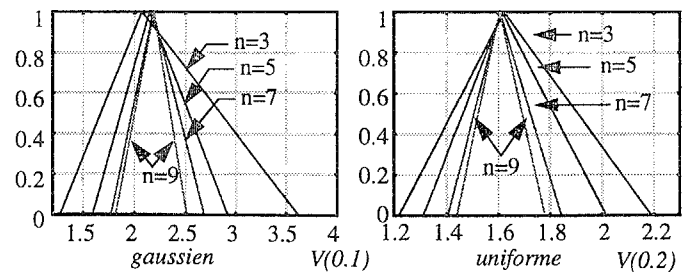 1
0.8
0.6
0.4
0.2
0
n=3
n=5
n=7
n=9
1.5 2 2.5 3 3.5 4
gaussien V(0.1)
1
0.8
0.6
0.4
0.2
0
n=3
n=5
n=7
n=9
1.2 1.4 1.6 1.8 2 2.2
uniforme V(0.2)